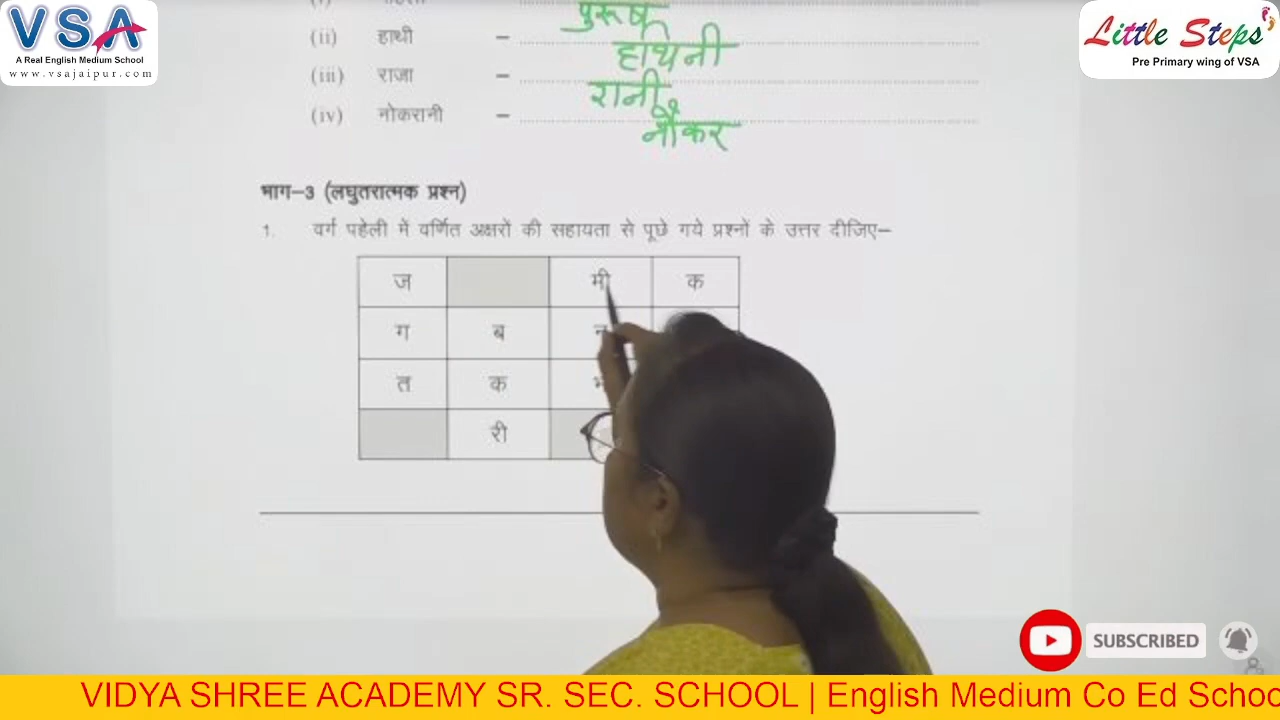 VSA
A Real English Medium School
www.vsajaipur.com
Little Steps
Pre Primary wing of VSA
पुरूष
(ii) हाथी – हाथिनी
(iii) राजा – रानी
(iv) नोकरानी – नौकर
भाग–3 (लघुतरात्मक प्रश्न)
1. वर्ग पहेली में वर्णित अक्षरों की सहायता से पूछे गये प्रश्नों के उत्तर दीजिए–
ज मी क
ग ब न
त क
री
SUBSCRIBED
VIDYA SHREE ACADEMY SR. SEC. SCHOOL | English Medium Co Ed Schoo